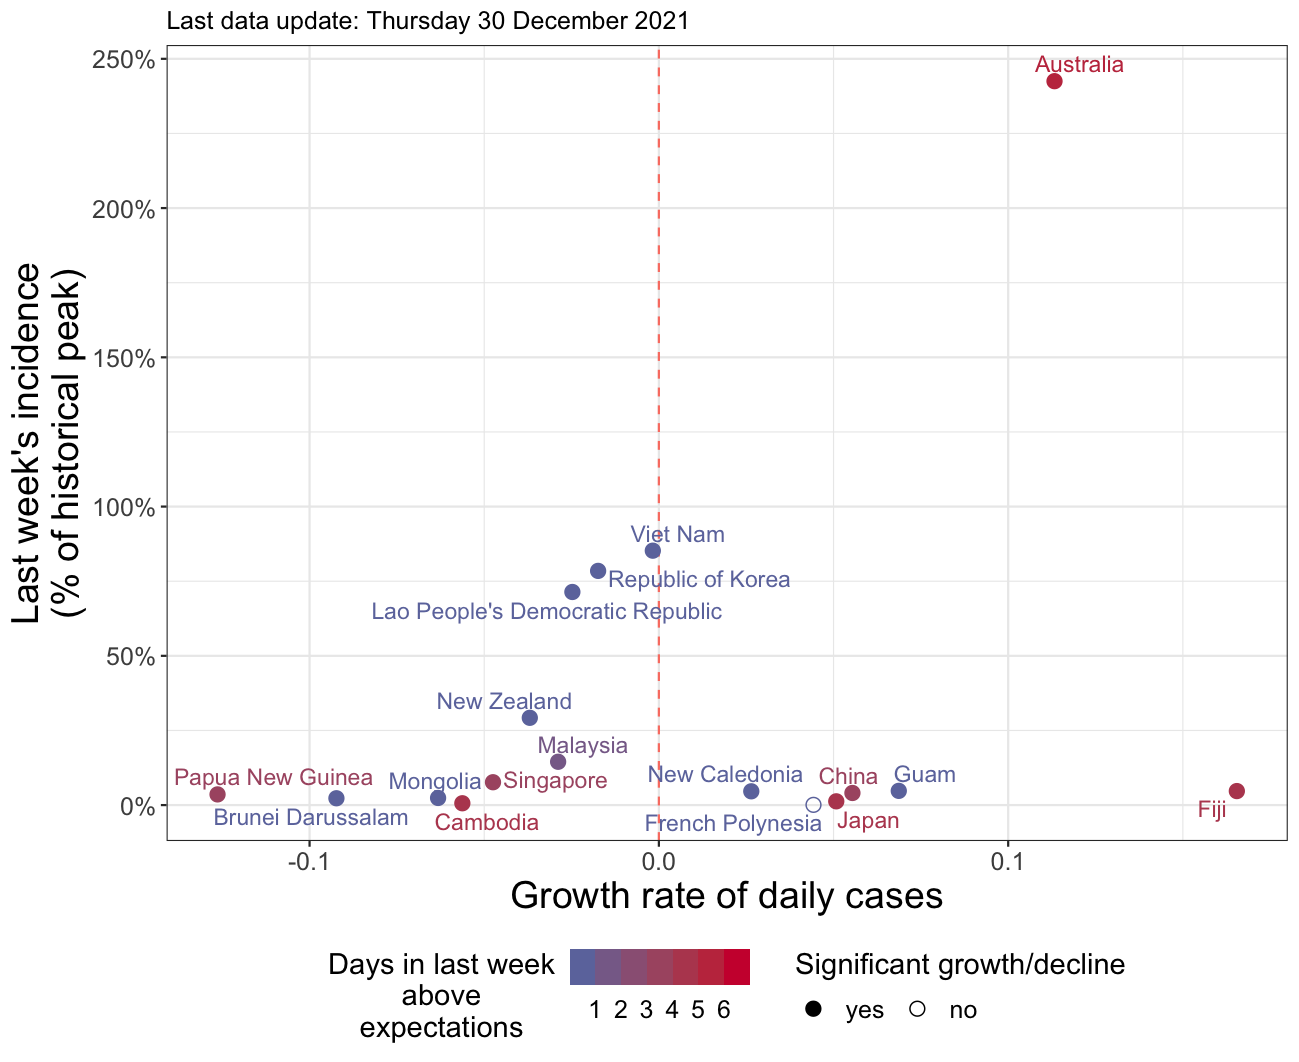 Last data update: Thursday 30 December 2021
250%
200%
150%
100%
50%
0%
Last week's incidence
(% of historical peak)
Australia
Viet Nam
Republic of Korea
Lao People's Democratic Republic
New Zealand
Malaysia
Papua New Guinea
Mongolia
Singapore
New Caledonia
China
Guam
Brunei Darussalam
Cambodia
French Polynesia
Japan
Fiji
-0.1
0.0
0.1
Growth rate of daily cases
Days in last week
above
expectations
1 2 3 4 5 6
Significant growth/decline
yes
no